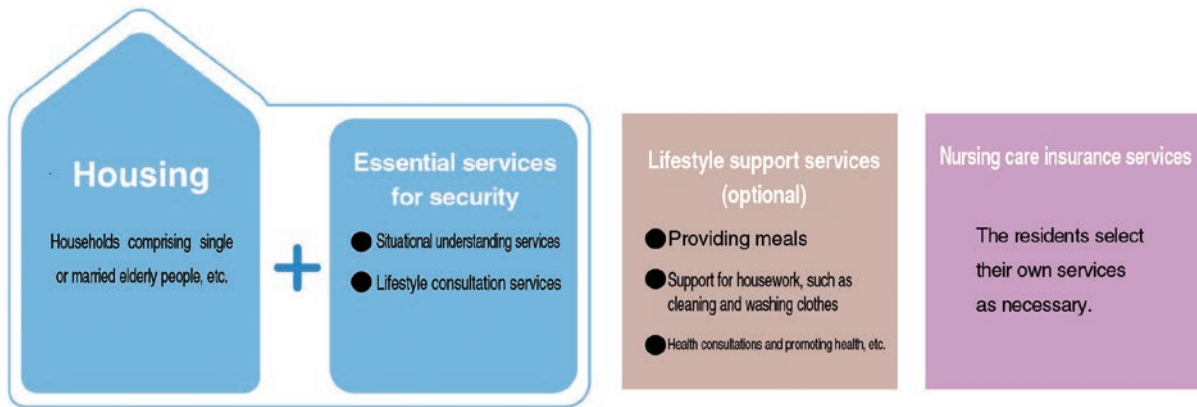 Housing
Households comprising single
or married elderly people, etc.
+
Essential services
for security
● Situational understanding services
● Lifestyle consultation services
Lifestyle support services
(optional)
● Providing meals
● Support for housework, such as
cleaning and washing clothes
● Health consultations and promoting health, etc.
Nursing care insurance services
The residents select
their own services
as necessary.